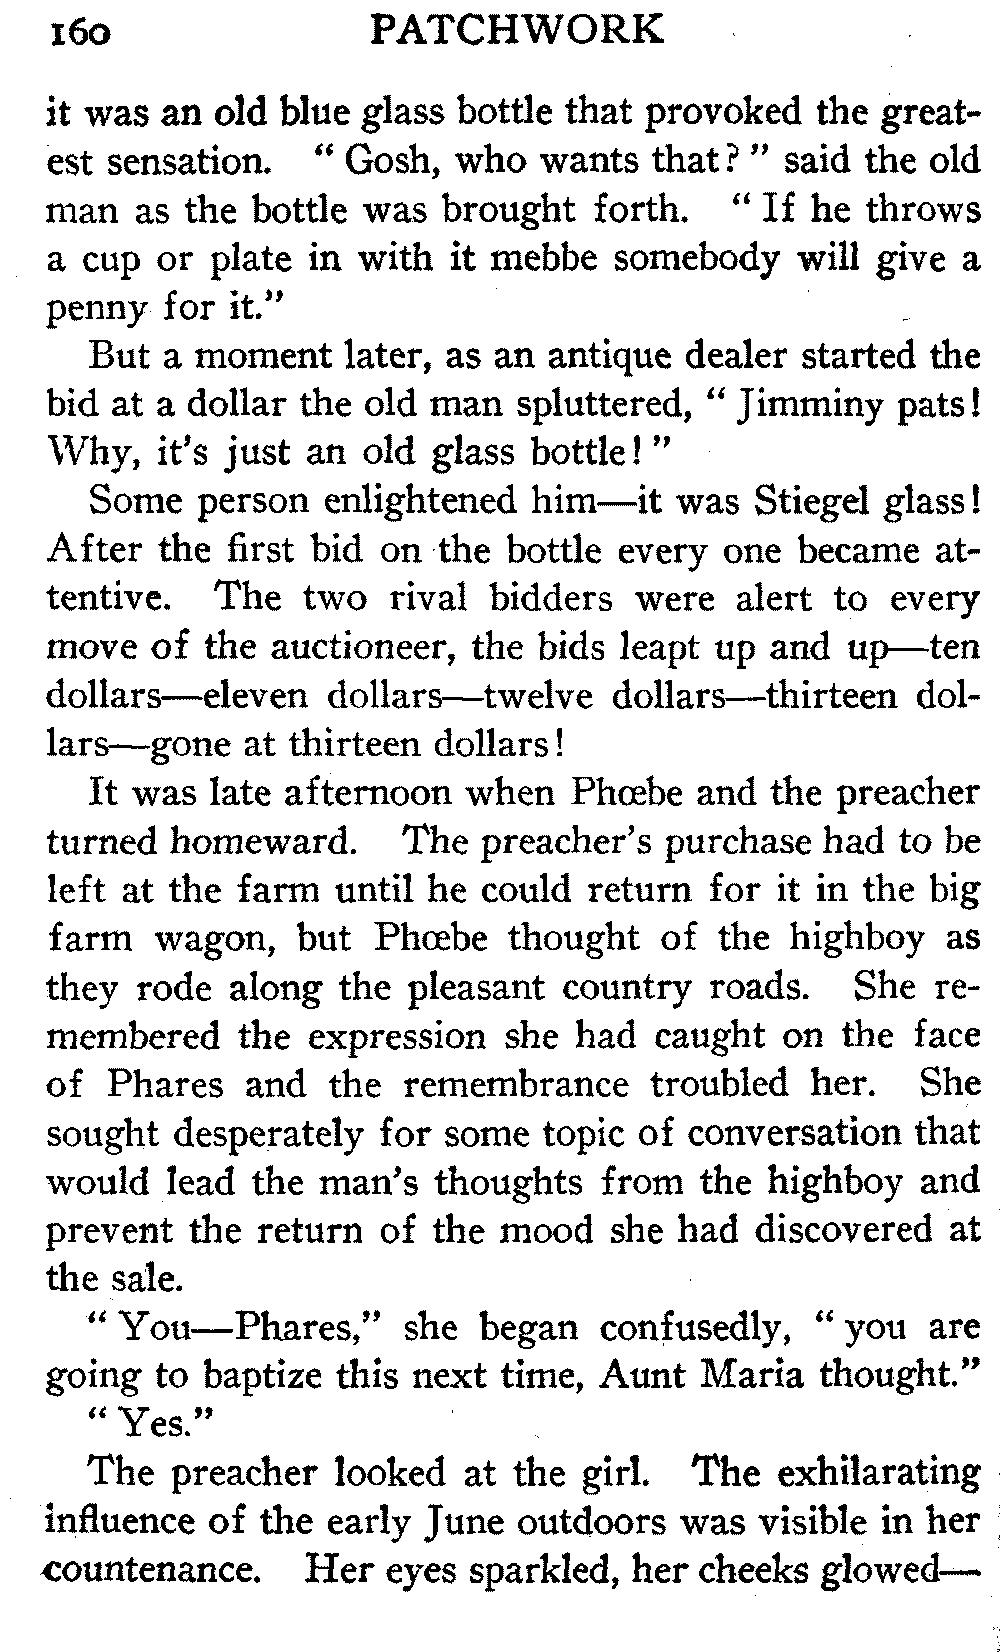 160 PATCHWORK
it was an old blue glass bottle that provoked the great-
est sensation. " Gosh, who wants that? " said the old
man as the bottle was brought forth. " If he throws
a cup or plate in with it mebbe somebody will give a
penny for it."
But a moment later, as an antique dealer started the
bid at a dollar the old man spluttered, " Jimminy pats!
Why, it's just an old glass bottle! "
Some person enlightened him—it was Stiegel glass!
After the first bid on the bottle every one became at-
tentive. The two rival bidders were alert to every
move of the auctioneer, the bids leapt up and up—ten
dollars—eleven dollars—twelve dollars—thirteen dol-
lars—gone at thirteen dollars!
It was late afternoon when Phœbe and the preacher
turned homeward. The preacher's purchase had to be
left at the farm until he could return for it in the big
farm wagon, but Phœbe thought of the highboy as
they rode along the pleasant country roads. She re-
membered the expression she had caught on the face
of Phares and the remembrance troubled her. She
sought desperately for some topic of conversation that
would lead the man's thoughts from the highboy and
prevent the return of the mood she had discovered at
the sale.
" You—Phares," she began confusedly, " you are
going to baptize this next time, Aunt Maria thought."
" Yes."
The preacher looked at the girl. The exhilarating
influence of the early June outdoors was visible in her
countenance. Her eyes sparkled, her cheeks glowed—